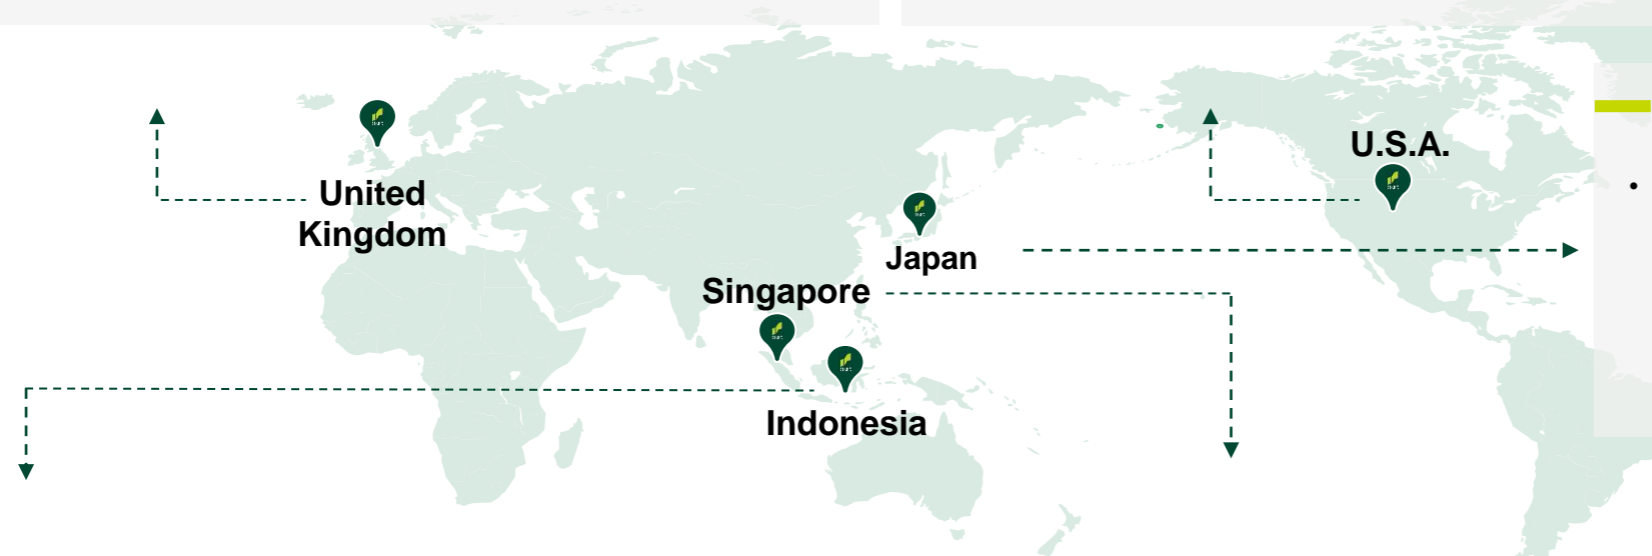 U.S.A.
•
United
Kingdom
Japan
Singapore
Indonesia